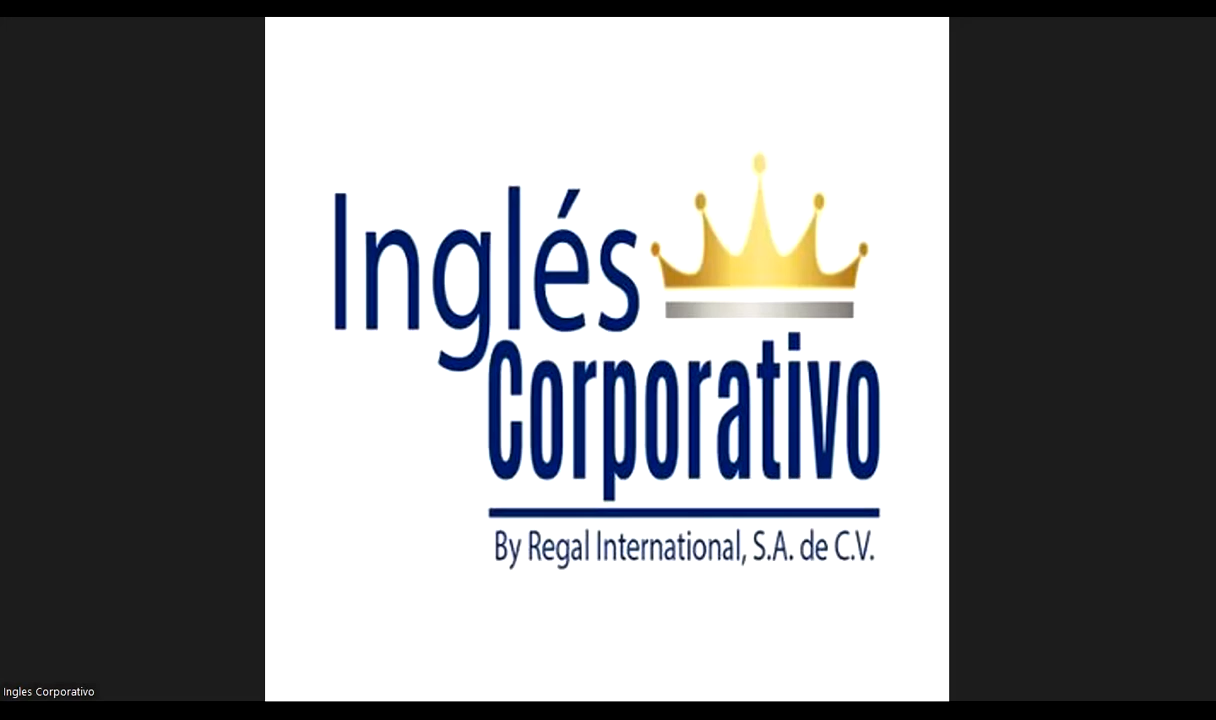 Inglés
Corporativo
By Regal International, S.A. de C.V.
Ingles Corporativo